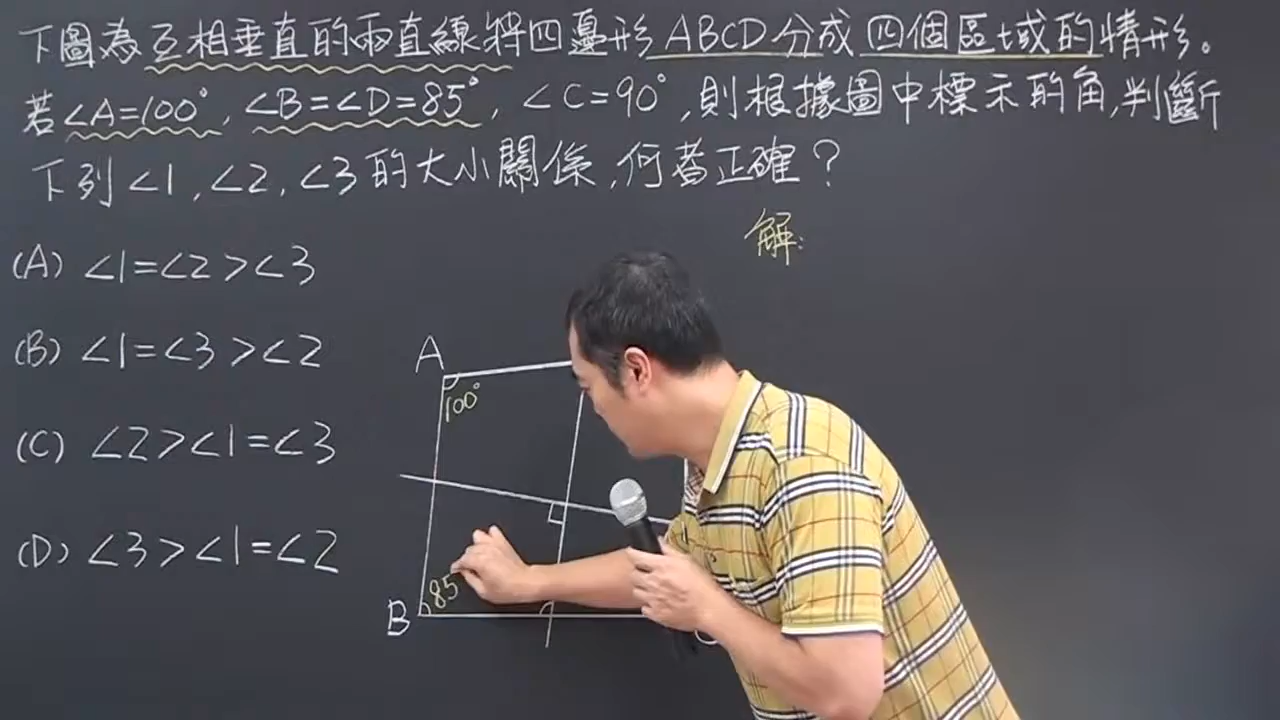 下圖為互相垂直的兩直線將四邊形ABCD分成四個區域的情形。
若∠A=100°,∠B=∠D=85°,∠C=90°,則根據圖中標示的角,判斷
下列∠1,∠2,∠3的大小關係,何者正確?
解:
(A) ∠1=∠2>∠3
(B) ∠1=∠3>∠2
(C) ∠2>∠1=∠3
(D) ∠3>∠1=∠2
A
100°
85
B